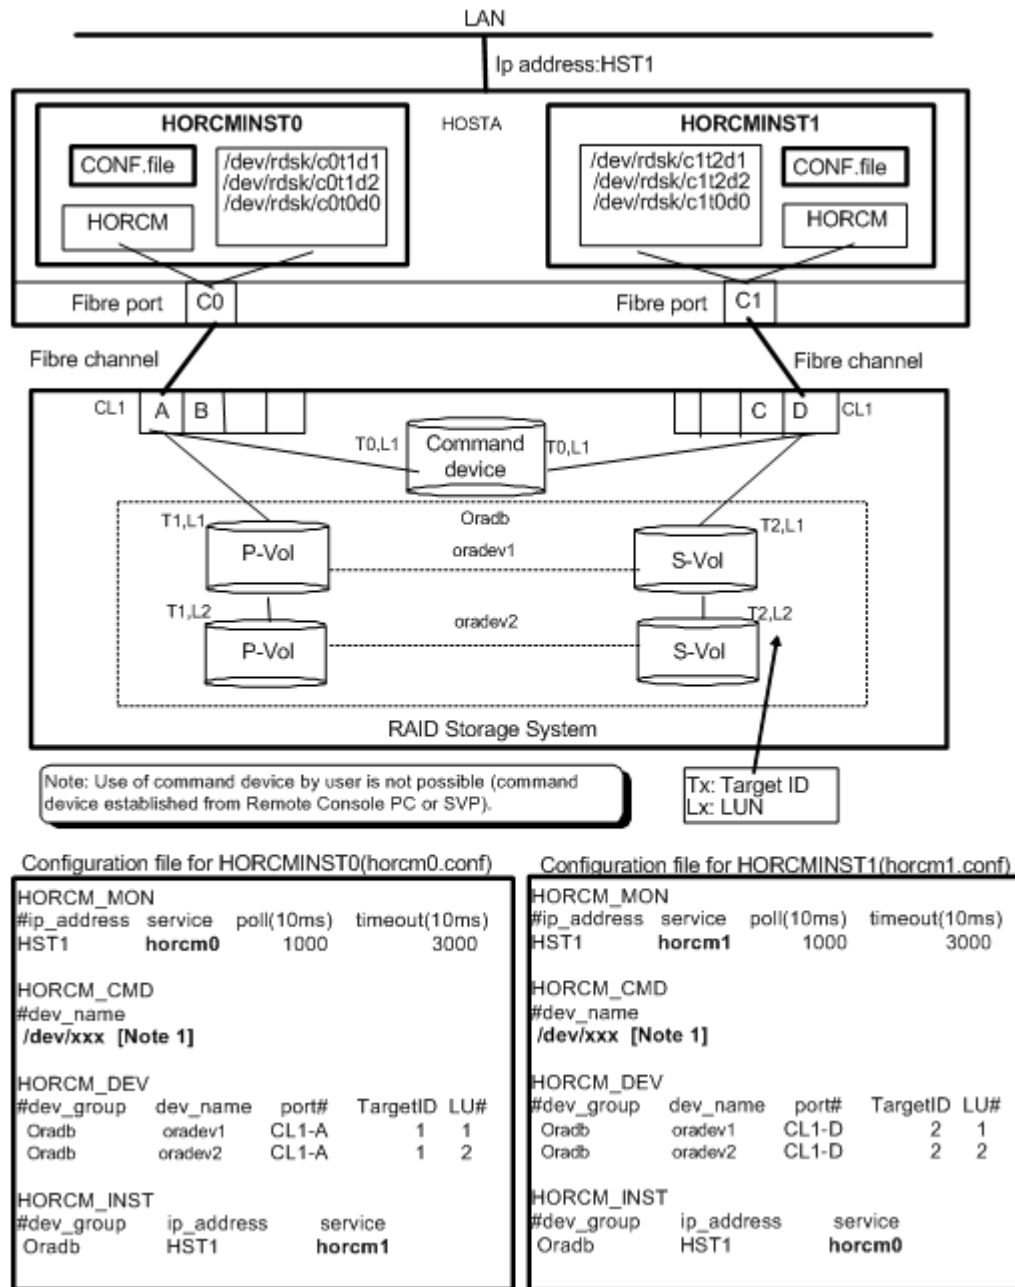 LAN
Ip address:HST1
HORCMINST0
HOSTA
HORCMINST1
CONF.file
/dev/rdsk/c0t1d1
/dev/rdsk/c0t1d2
/dev/rdsk/c0t0d0
/dev/rdsk/c1t2d1
/dev/rdsk/c1t2d2
/dev/rdsk/c1t0d0
CONF.file
HORCM
HORCM
Fibre port
C0
Fibre port
C1
Fibre channel
Fibre channel
CL1
A
B
C
D
CL1
T0,L1
Command
device
T0,L1
T1,L1
Oradb
T2,L1
P-Vol
oradev1
S-Vol
T1,L2
oradev2
T2,L2
P-Vol
S-Vol
RAID Storage System
Note: Use of command device by user is not possible (command
device established from Remote Console PC or SVP).
Tx: Target ID
Lx: LUN
Configuration file for HORCMINST0(horcm0.conf)
HORCM_MON
#ip_address service poll(10ms) timeout(10ms)
HST1 horcm0 1000 3000
HORCM_CMD
#dev_name
/dev/xxx [Note 1]
HORCM_DEV
#dev_group dev_name port# TargetID LU#
Oradb oradev1 CL1-A 1 1
Oradb oradev2 CL1-A 1 2
HORCM_INST
#dev_group ip_address service
Oradb HST1 horcm1
Configuration file for HORCMINST1(horcm1.conf)
HORCM_MON
#ip_address service poll(10ms) timeout(10ms)
HST1 horcm1 1000 3000
HORCM_CMD
#dev_name
/dev/xxx [Note 1]
HORCM_DEV
#dev_group dev_name port# TargetID LU#
Oradb oradev1 CL1-D 2 1
Oradb oradev2 CL1-D 2 2
HORCM_INST
#dev_group ip_address service
Oradb HST1 horcm0